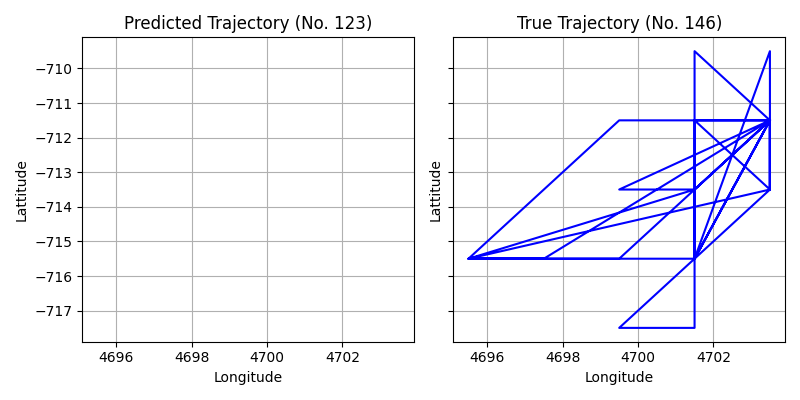 Predicted Trajectory (No. 123)
True Trajectory (No. 146)
−710
−711
−712
−713
−714
−715
−716
−717
Lattitude
Lattitude
4696 4698 4700 4702
4696 4698 4700 4702
Longitude
Longitude